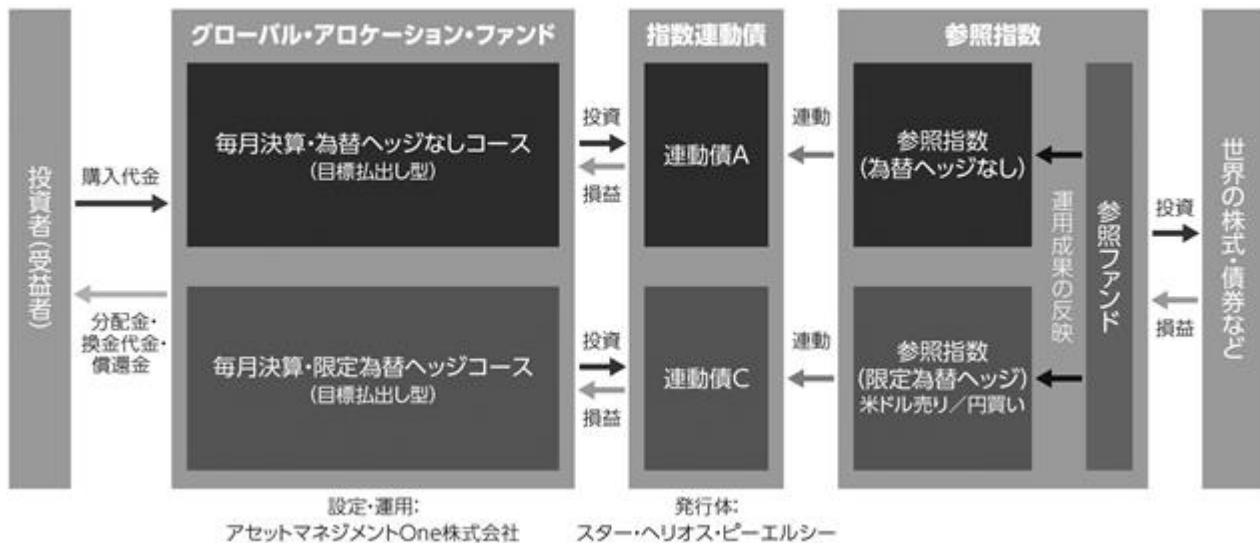 投資者(受益者)
購入代金
分配金・
換金代金・
償還金
グローバル・アロケーション・ファンド
毎月決算・為替ヘッジなしコース
(目標払出し型)
毎月決算・限定為替ヘッジコース
(目標払出し型)
設定・運用:
アセットマネジメントOne株式会社
投資
損益
投資
損益
指数連動債
連動債A
連動債C
発行体:
スター・ヘリオス・ピーエルシー
連動
連動
参照指数
参照指数
(為替ヘッジなし)
参照指数
(限定為替ヘッジ)
米ドル売り/円買い
運用成果の反映
参照ファンド
投資
損益
世界の株式・債券など